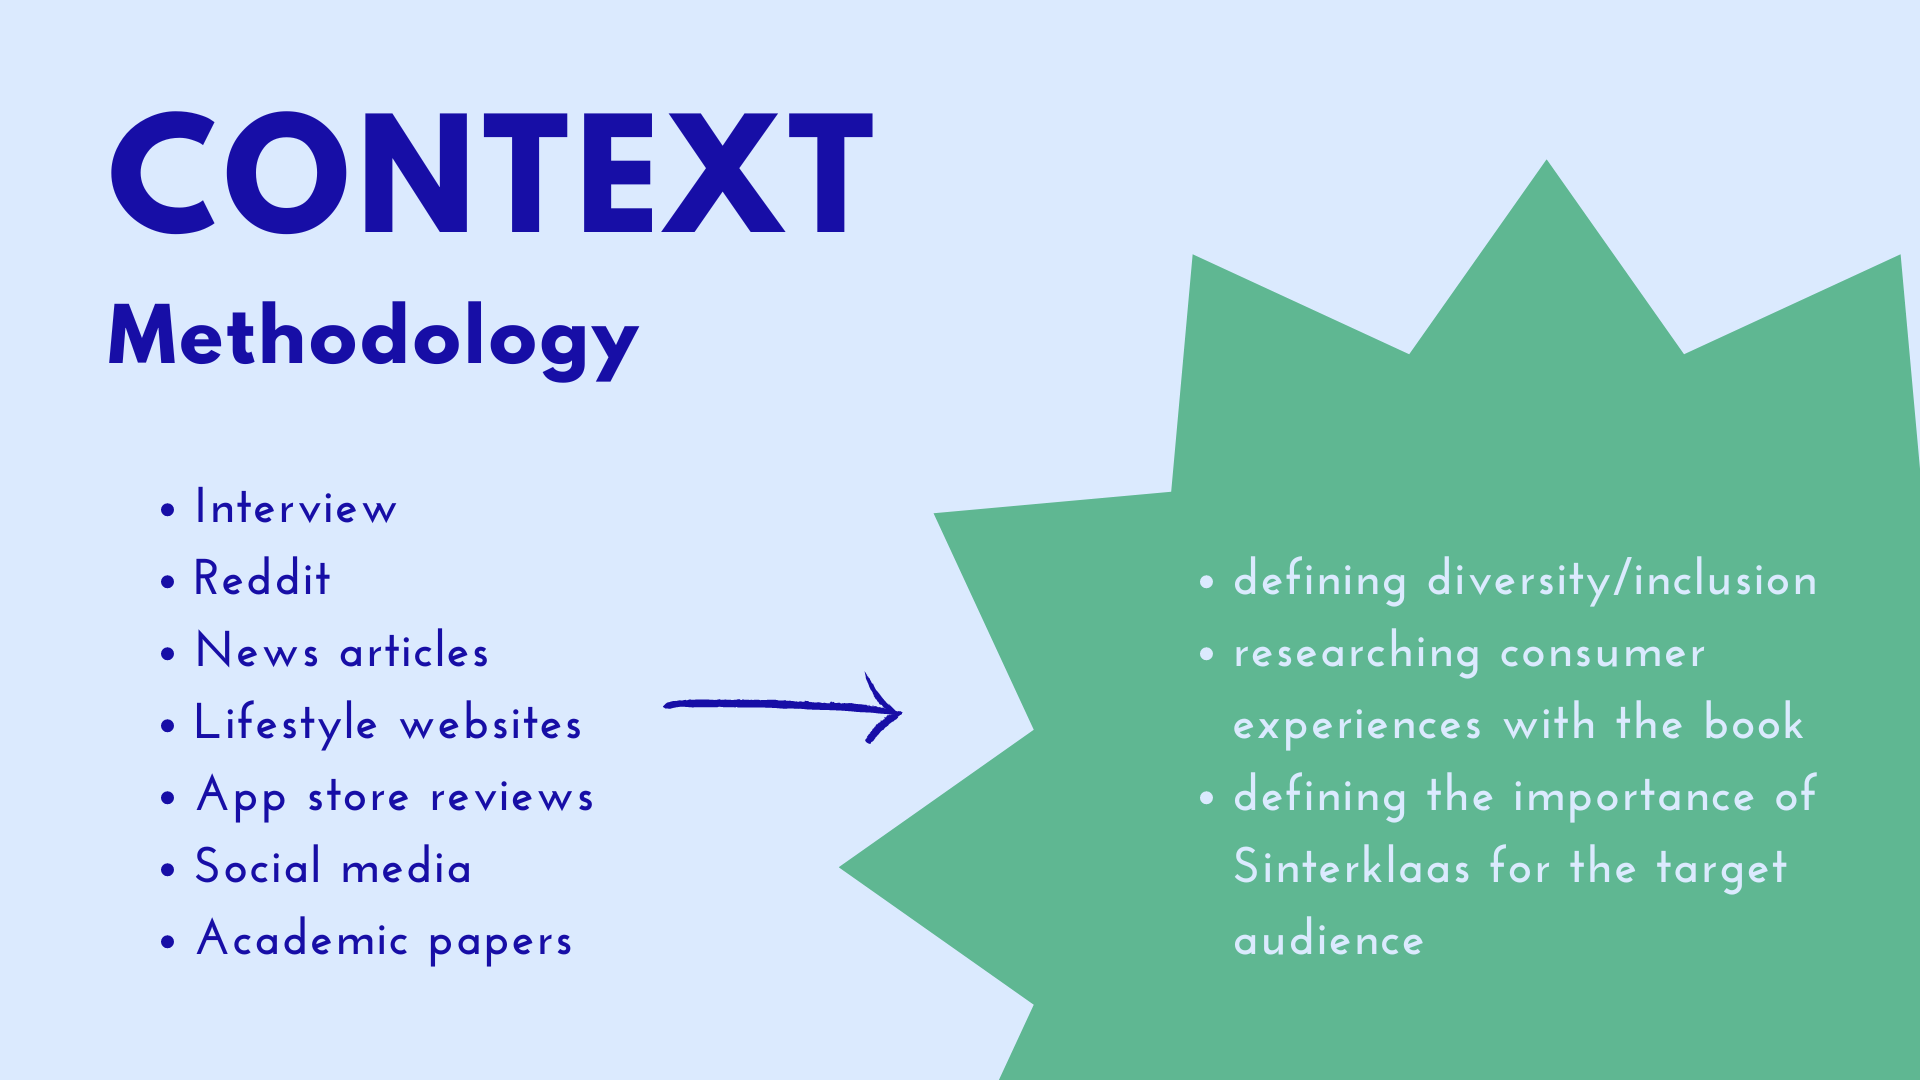 CONTEXT
Methodology
• Interview
• Reddit
• News articles
• Lifestyle websites
• App store reviews
• Social media
• Academic papers
• defining diversity/inclusion
• researching consumer
experiences with the book
• defining the importance of
Sinterklaas for the target
audience